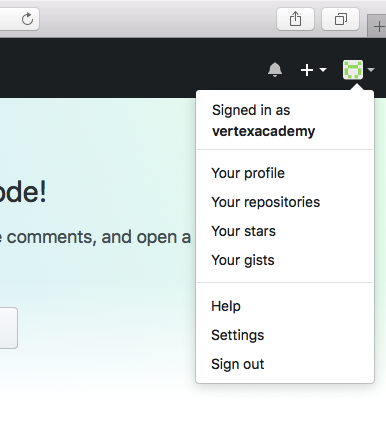 Signed in as
vertexacademy
ode!
e comments, and open a
Your profile
Your repositories
Your stars
Your gists
Help
Settings
Sign out